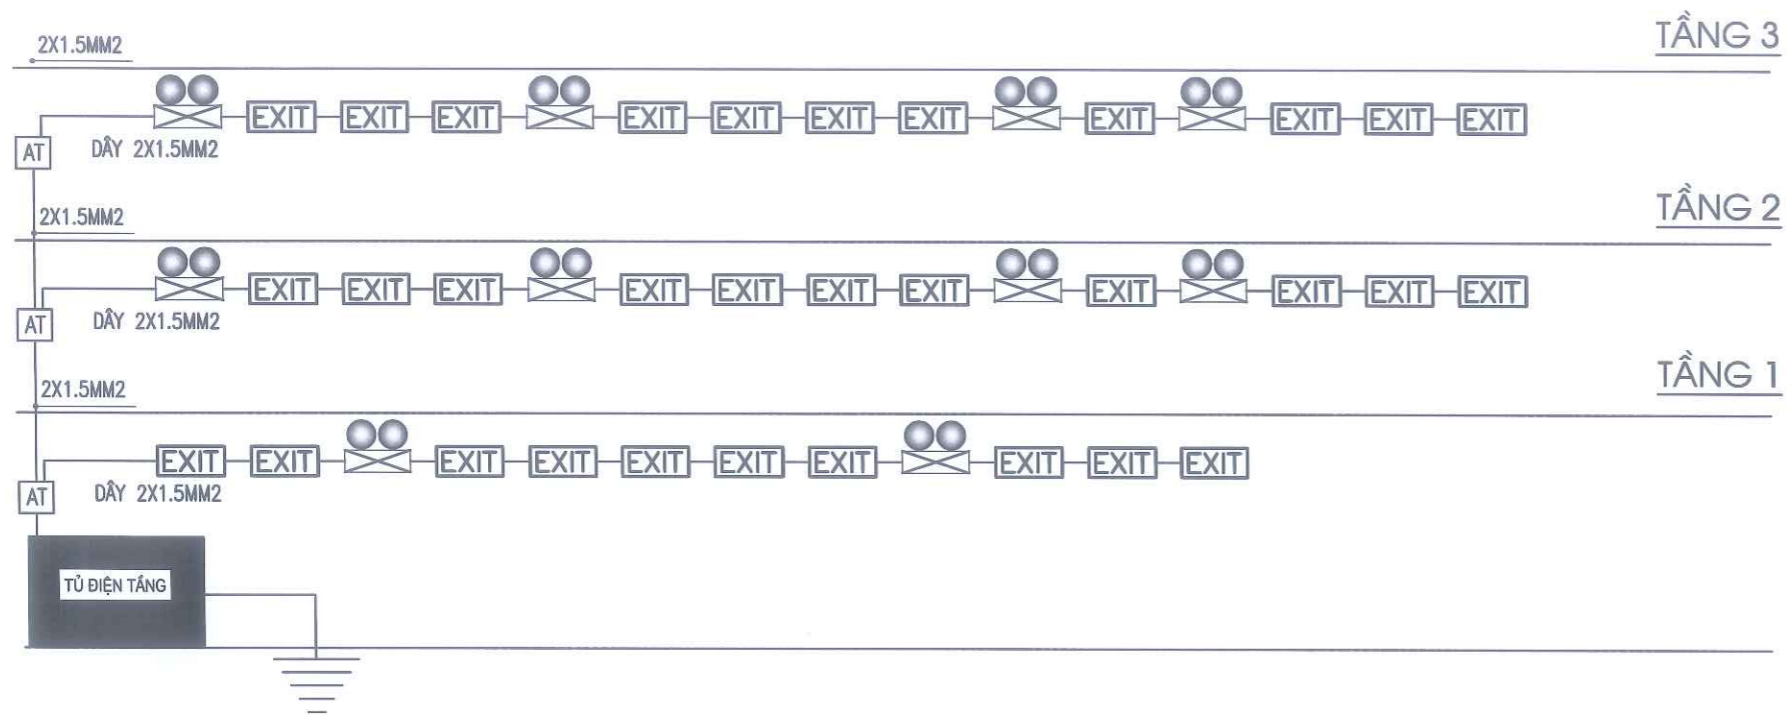 2X1.5MM2
TẦNG 3
EXIT EXIT EXIT EXIT EXIT EXIT EXIT EXIT EXIT EXIT EXIT
AT
DÂY 2X1.5MM2
2X1.5MM2
TẦNG 2
EXIT EXIT EXIT EXIT EXIT EXIT EXIT EXIT EXIT EXIT EXIT
AT
DÂY 2X1.5MM2
2X1.5MM2
TẦNG 1
EXIT EXIT EXIT EXIT EXIT EXIT EXIT EXIT EXIT EXIT
AT
DÂY 2X1.5MM2
TỦ ĐIỆN TẦNG